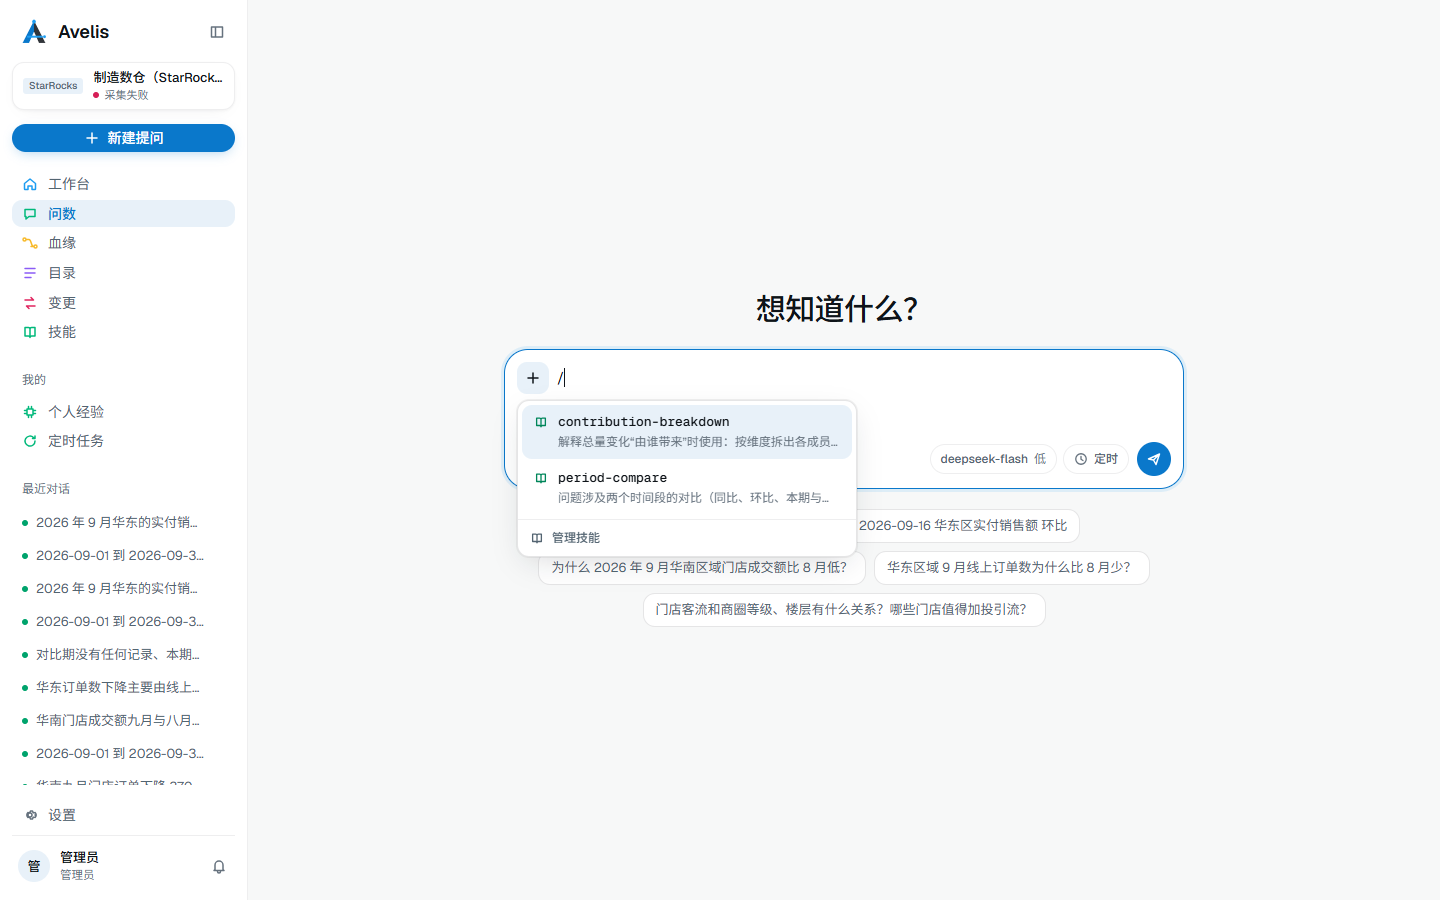 Avelis
StarRocks
制造数仓（StarRock...
采集失败
新建提问
工作台
问数
血缘
目录
变更
技能
我的
个人经验
定时任务
最近对话
2026 年 9 月华东的实付销...
2026-09-01 到 2026-09-3...
2026 年 9 月华东的实付销...
2026-09-01 到 2026-09-3...
对比期没有任何记录、本期...
华东订单数下降主要由线上...
华南门店成交额九月与八月...
2026-09-01 到 2026-09-3...
设置
管
管理员
管理员
想知道什么？
/
contribution-breakdown
解释总量变化“由谁带来”时使用：按维度拆出各成员...
period-compare
问题涉及两个时间段的对比（同比、环比、本期与...
管理技能
deepseek-flash 低
定时
2026-09-16 华东区实付销售额 环比
为什么 2026 年 9 月华南区域门店成交额比 8 月低？
华东区域 9 月线上订单数为什么比 8 月少？
门店客流和商圈等级、楼层有什么关系？哪些门店值得加投引流？